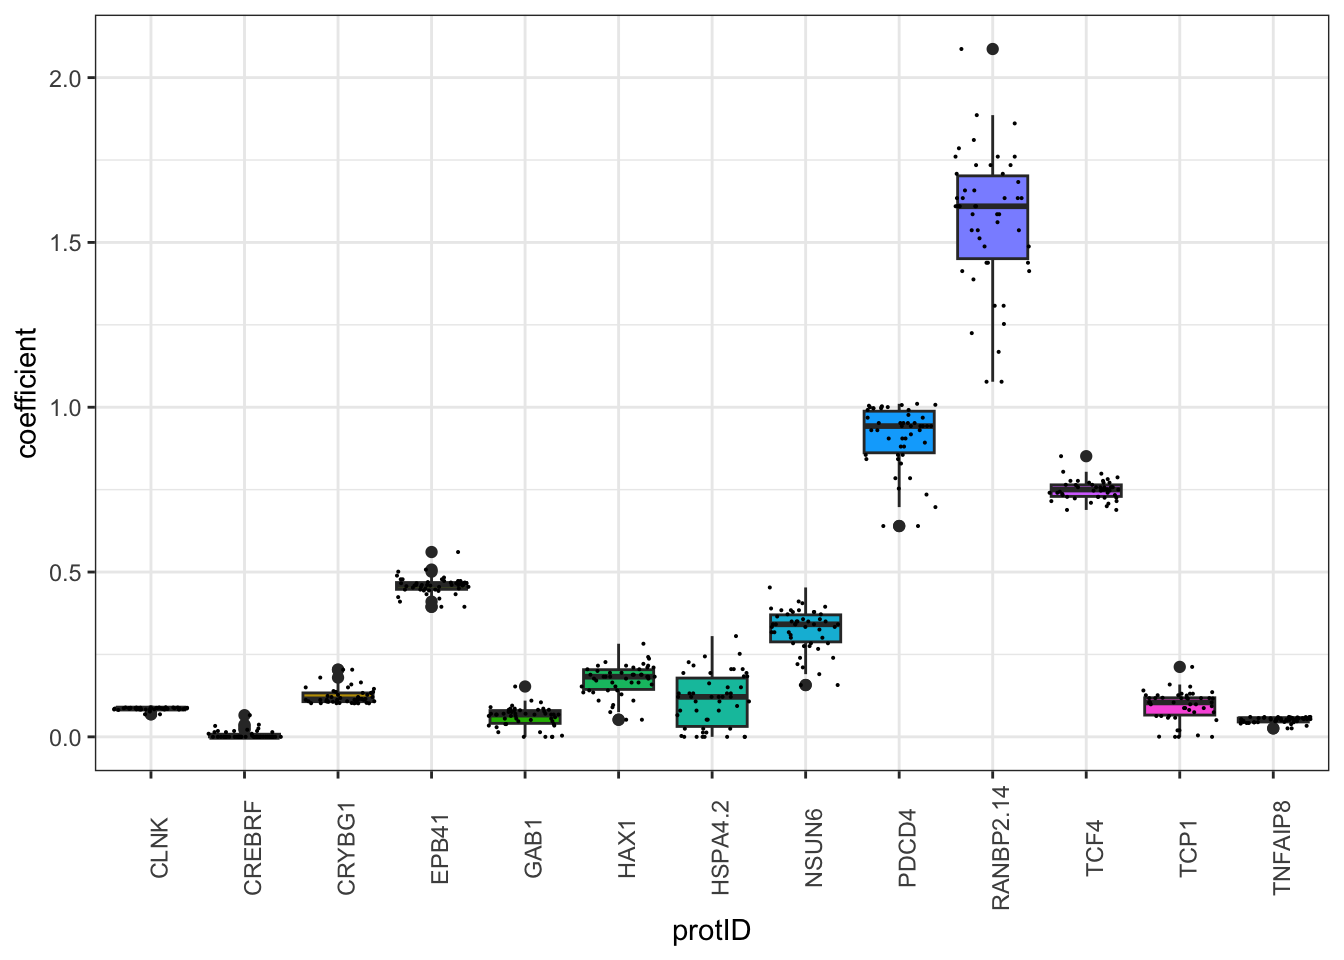 coefficient
2.0
1.5
1.0
0.5
0.0
CLNK
CREBRF
CRYBG1
EPB41
GAB1
HAX1
HSPA4.2
NSUN6
PDCD4
RANBP2.14
TCF4
TCP1
TNFAIP8
protID